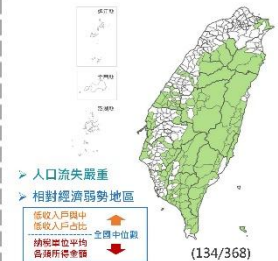 連江縣
金門縣
澎湖縣
➢ 人口流失嚴重
➢ 相對經濟弱勢地區
低收入戶與中
低收入戶占比
全國中位數
納稅單位平均
各類所得金額
(134/368)